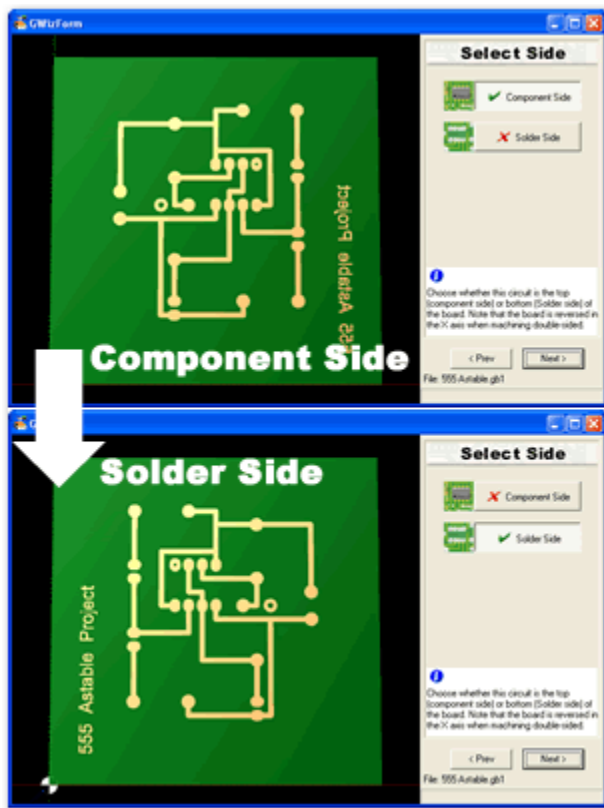 GWizForm
Select Side
Component Side
Solder Side
555 Astable Project
Choose whether this circuit is the top
(component side) or bottom (Solder side) of
the board. Note that the board is reversed
in the X axis when machining double-sided.
< Prev
Next >
File: 555 Astable.gb1
Component Side
Solder Side
Select Side
Component Side
Solder Side
555 Astable Project
Choose whether this circuit is the top
(component side) or bottom (Solder side) of
the board. Note that the board is reversed in
the X axis when machining double-sided.
< Prev
Next >
File: 555 Astable.gb1